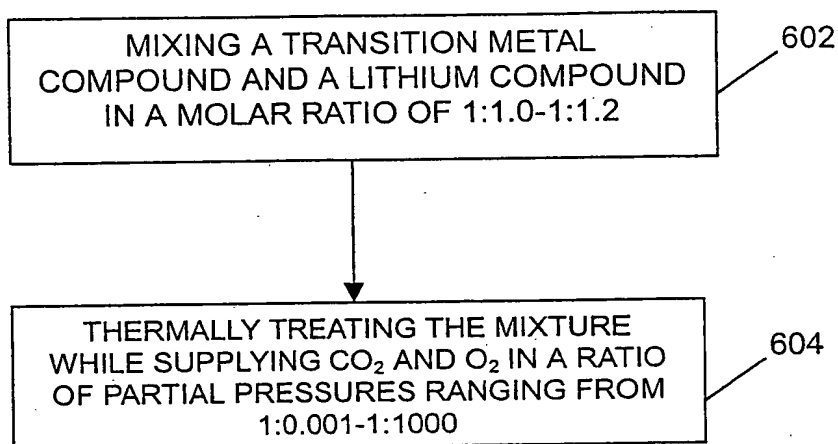 MIXING A TRANSITION METAL
COMPOUND AND A LITHIUM COMPOUND
IN A MOLAR RATIO OF 1:1.0-1:1.2
602
THERMALLY TREATING THE MIXTURE
WHILE SUPPLYING CO₂ AND O₂ IN A RATIO
OF PARTIAL PRESSURES RANGING FROM
1:0.001-1:1000
604